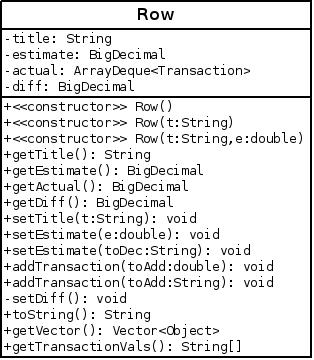 Row
-title: String
-estimate: BigDecimal
-actual: ArrayDeque<Transaction>
-diff: BigDecimal
+<<constructor>> Row()
+<<constructor>> Row(t:String)
+<<constructor>> Row(t:String,e:double)
+getTitle(): String
+getEstimate(): BigDecimal
+getActual(): BigDecimal
+getDiff(): BigDecimal
+setTitle(t:String): void
+setEstimate(e:double): void
+setEstimate(toDec:String): void
+addTransaction(toAdd:double): void
+addTransaction(toAdd:String): void
-setDiff(): void
+toString(): String
+getVector(): Vector<Object>
+getTransactionVals(): String[]